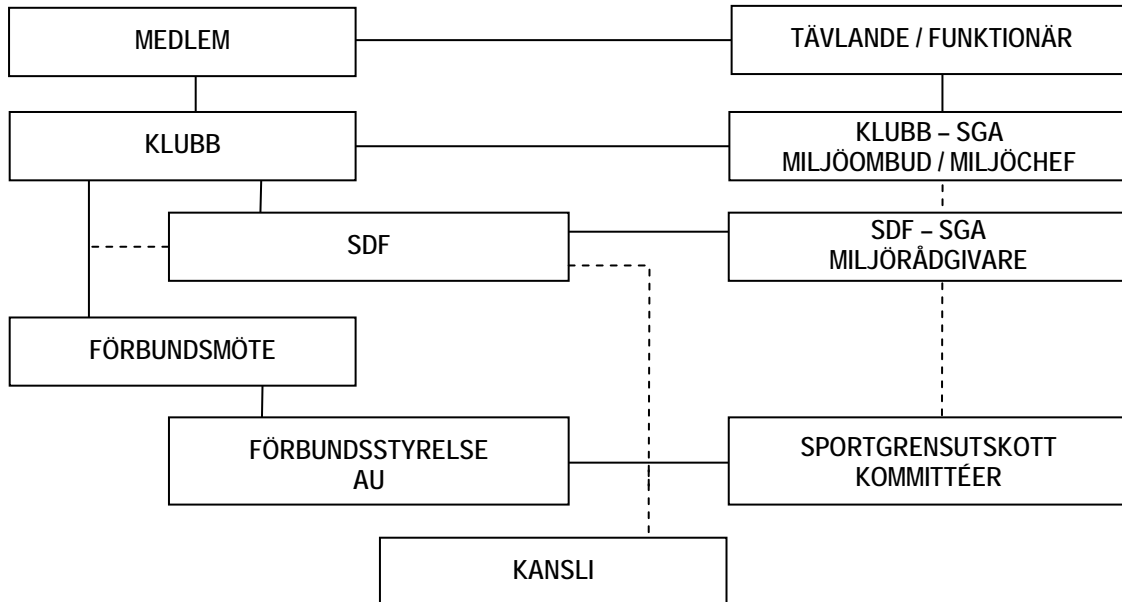 MEDLEM
TÄVLANDE / FUNKTIONÄR
KLUBB
KLUBB – SGA
MILJÖOMBUD / MILJÖCHEF
SDF
SDF – SGA
MILJÖRÅDGIVARE
FÖRBUNDSMÖTE
FÖRBUNDSSTYRELSE
AU
SPORTGRENSUTSKOTT
KOMMITTÉER
KANSLI